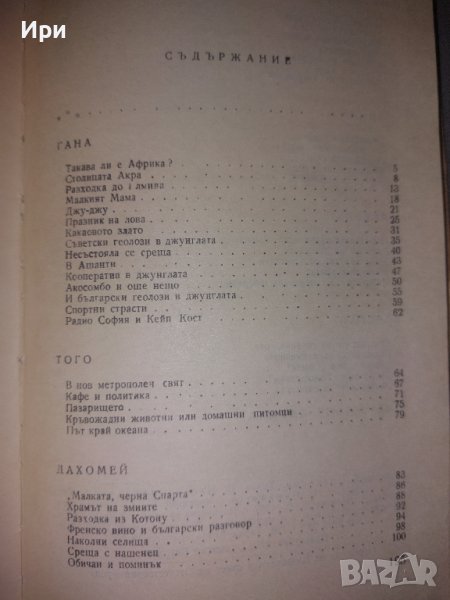 Ири
СЪДЪРЖАНИЕ
* * *
ГАНА
Такава ли е Африка? 5
Столицата Акра 8
Разходка до Елмина 13
Малкият Мама 18
Джу-джу 21
Празник на лова 25
Какаовото злато 31
Съветски геолози в джунглата 35
Несъстояла се среща 40
В Ашанти 43
Кооператив в джунглата 47
Акосомбо и още нещо 50
И български геолози в джунглата 55
Спортни страсти 59
Радио София и Кейп Кост 62
ТОГО
В нов метрополен свят 64
Кафе и политика 67
Пазарището 71
Кръвожадни животни или домашни питомци 75
Път край океана 79
ДАХОМЕЙ
„Малката, черна Спарта“ 83
Храмът на змиите 86
Разходка из Котону 88
Френско вино и български разговор 92
Наколни селища 94
Среща с нашенец 98
Обичаи и поминък 100
BAZAR.BG